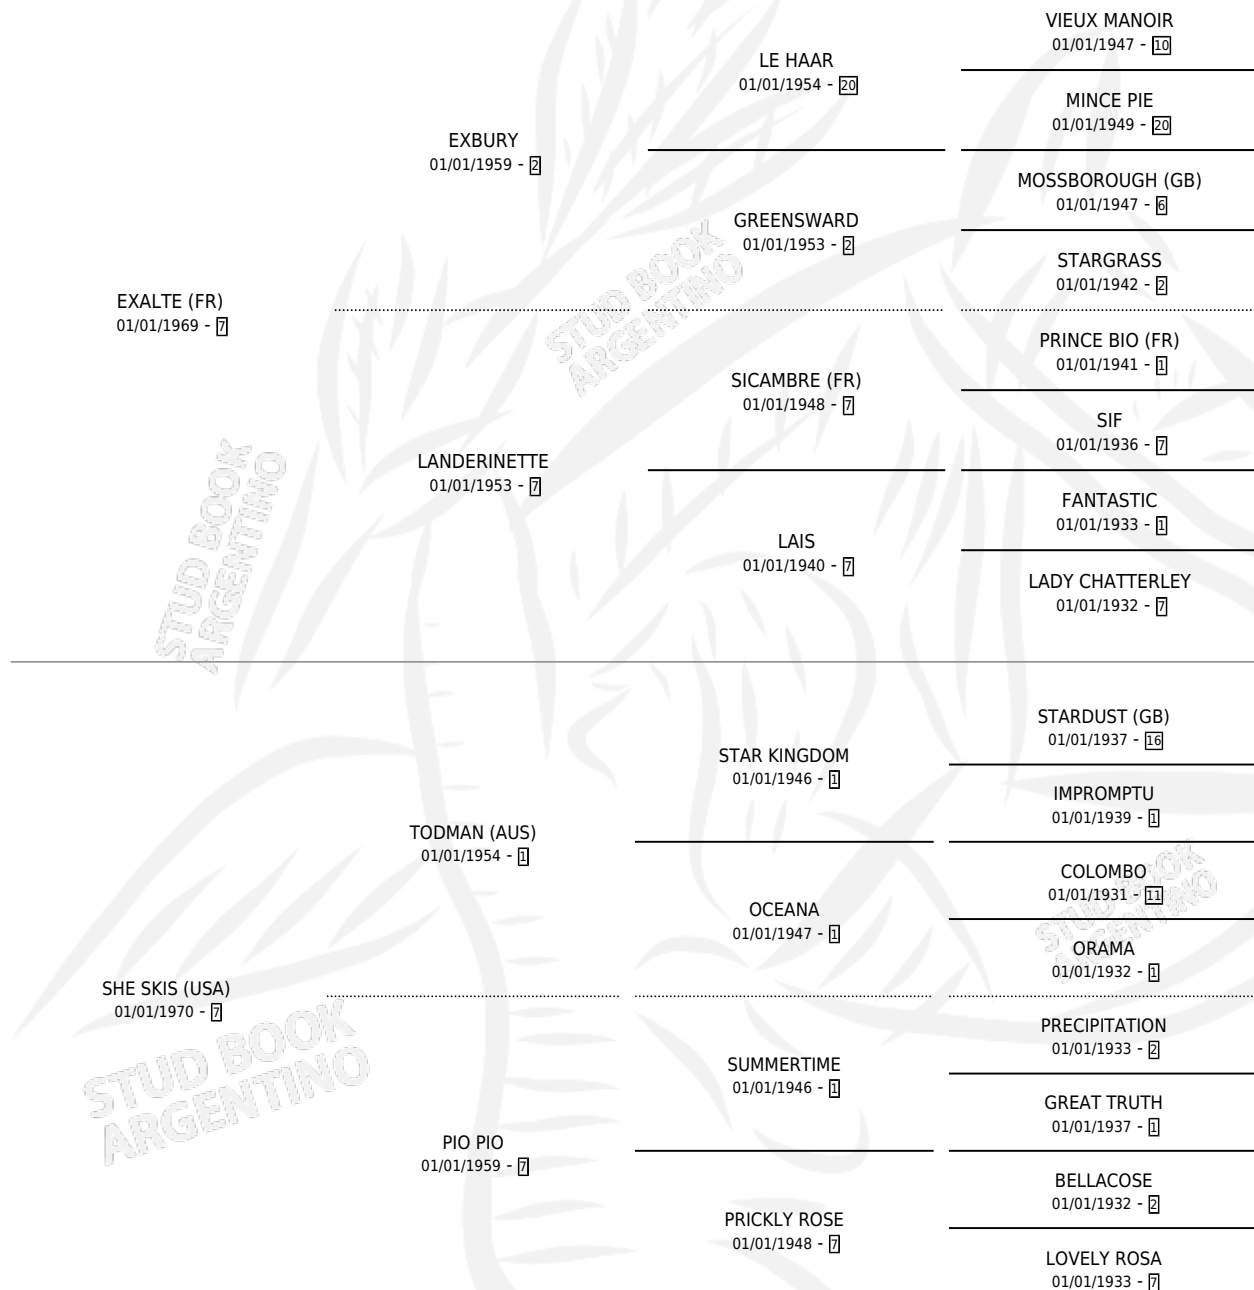 VIEUX MANOIR
01/01/1947 - 10
LE HAAR
01/01/1954 - 20
MINCE PIE
01/01/1949 - 20
EXBURY
01/01/1959 - 2
MOSSBOROUGH (GB)
01/01/1947 - 6
GREENSWARD
01/01/1953 - 2
STARGRASS
01/01/1942 - 2
EXALTE (FR)
01/01/1969 - 7
STUD BOOK
ARGENTINO
PRINCE BIO (FR)
01/01/1941 - 1
SICAMBRE (FR)
01/01/1948 - 7
SIF
01/01/1936 - 7
LANDERINETTE
01/01/1953 - 7
FANTASTIC
01/01/1933 - 1
LAIS
01/01/1940 - 7
LADY CHATTERLEY
01/01/1932 - 7
STUD BOOK
ARGENTINO
STARDUST (GB)
01/01/1937 - 16
STAR KINGDOM
01/01/1946 - 1
IMPROMPTU
01/01/1939 - 1
TODMAN (AUS)
01/01/1954 - 1
COLOMBO
01/01/1931 - 11
OCEANA
01/01/1947 - 1
ORAMA
01/01/1932 - 1
STUD BOOK
ARGENTINO
SHE SKIS (USA)
01/01/1970 - 7
STUD BOOK
ARGENTINO
PRECIPITATION
01/01/1933 - 2
SUMMERTIME
01/01/1946 - 1
GREAT TRUTH
01/01/1937 - 1
PIO PIO
01/01/1959 - 7
BELLACOSE
01/01/1932 - 2
PRICKLY ROSE
01/01/1948 - 7
LOVELY ROSA
01/01/1933 - 7